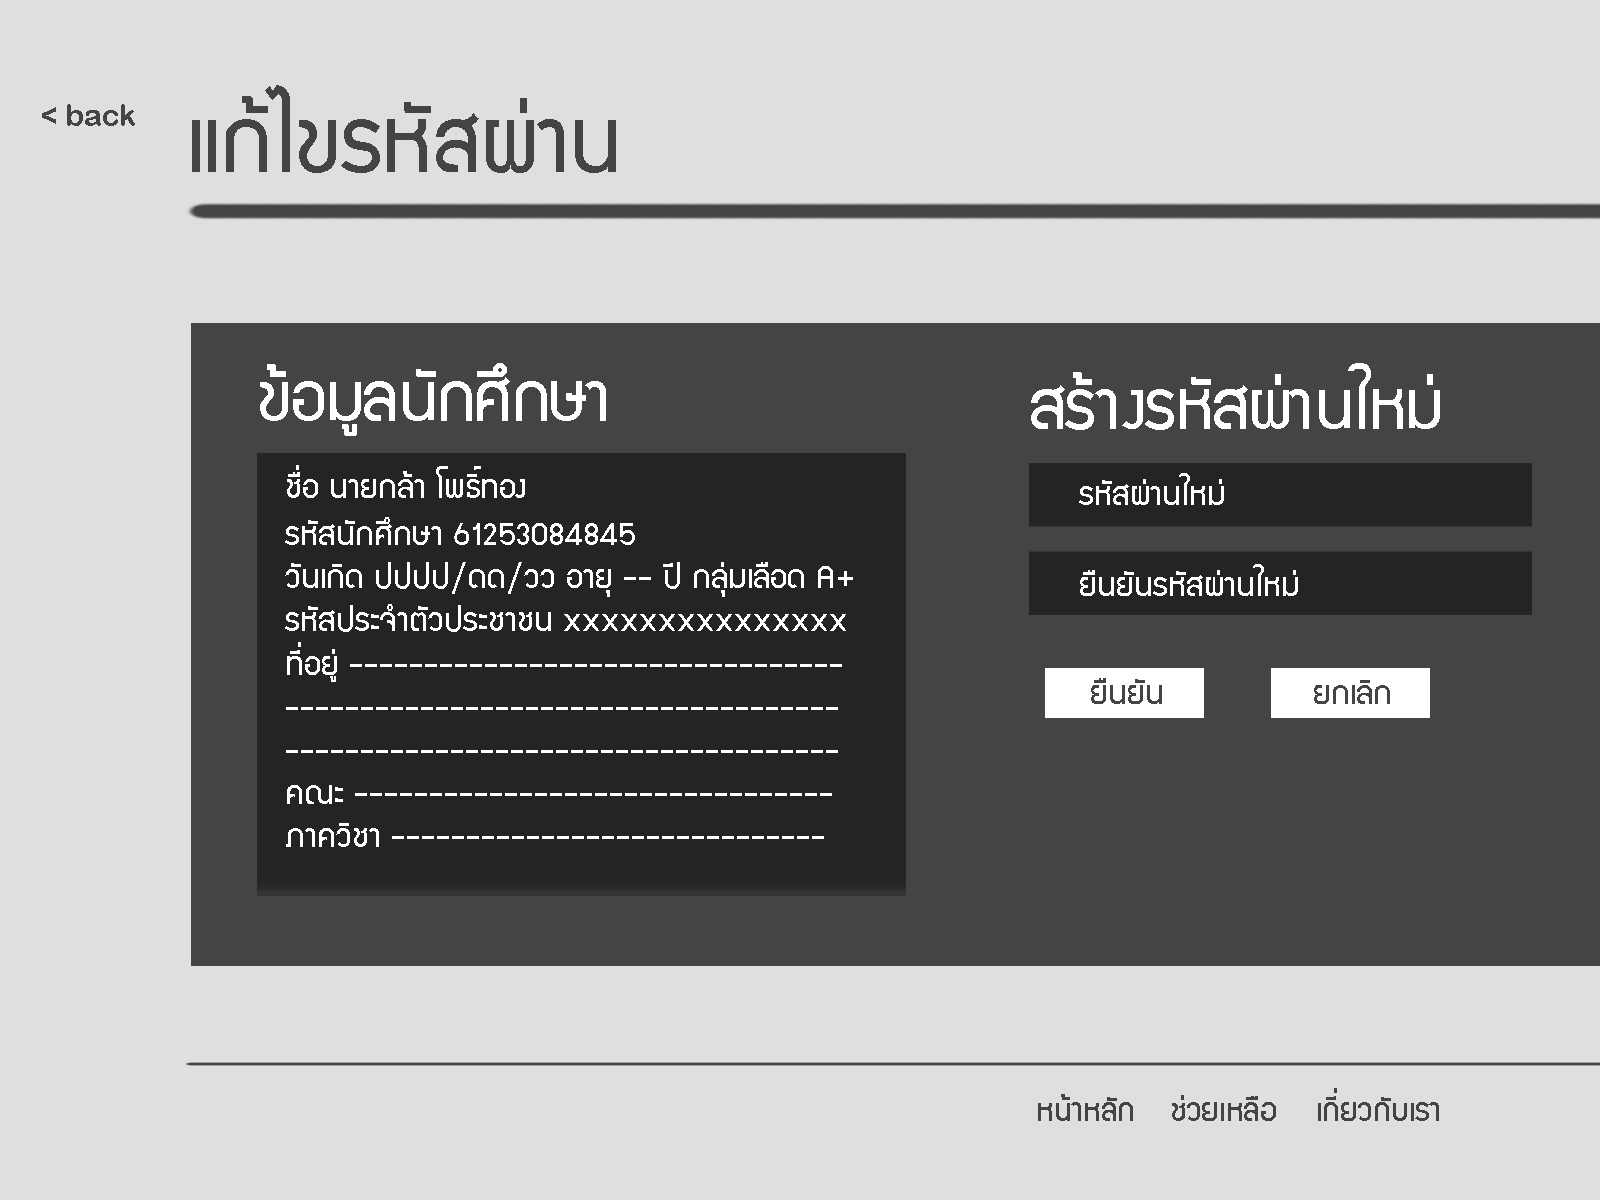 < back
แก้ไขรหัสผ่าน
ข้อมูลนักศึกษา
ชื่อ นายกล้า โพธิ์ทอง
รหัสนักศึกษา 61253084845
วันเกิด ปปปป/ดด/วว อายุ -- ปี กลุ่มเลือด A+
รหัสประจำตัวประชาชน xxxxxxxxxxxxxxx
ที่อยู่ ---------------------------------
-------------------------------------
-------------------------------------
คณะ --------------------------------
ภาควิชา -----------------------------
สร้างรหัสผ่านใหม่
รหัสผ่านใหม่
ยืนยันรหัสผ่านใหม่
ยืนยัน ยกเลิก
หน้าหลัก ช่วยเหลือ เกี่ยวกับเรา